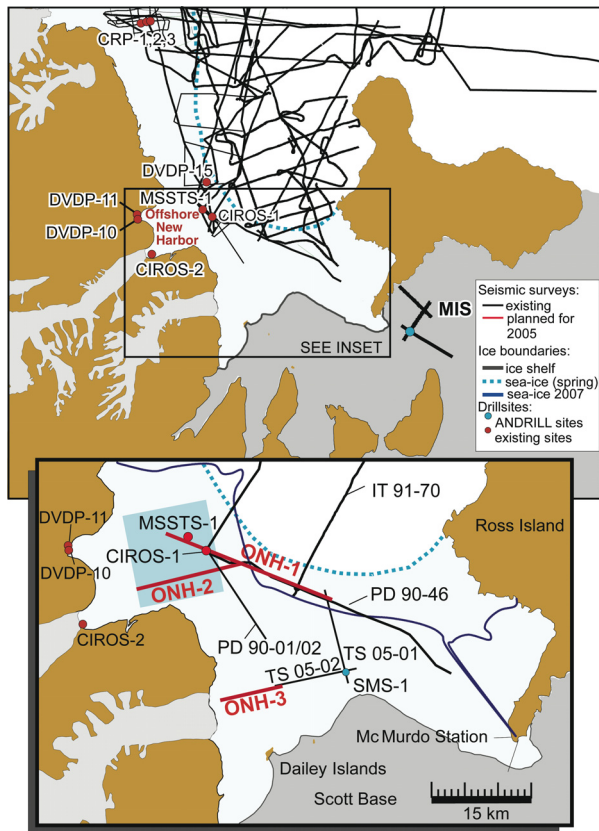 CRP-1,2,3
DVDP-15
DVDP-11
MSSTS-1
Offshore
New
Harbor
CIROS-1
DVDP-10
CIROS-2
MIS
SEE INSET
Seismic surveys:
existing
planned for
2005
Ice boundaries:
ice shelf
sea-ice (spring)
sea-ice 2007
Drillsites:
ANDRILL sites
existing sites
IT 91-70
Ross Island
DVDP-11
MSSTS-1
CIROS-1
DVDP-10
ONH-1
ONH-2
PD 90-46
CIROS-2
PD 90-01/02
TS 05-01
TS 05-02
SMS-1
ONH-3
Mc Murdo Station
Dailey Islands
Scott Base
15 km